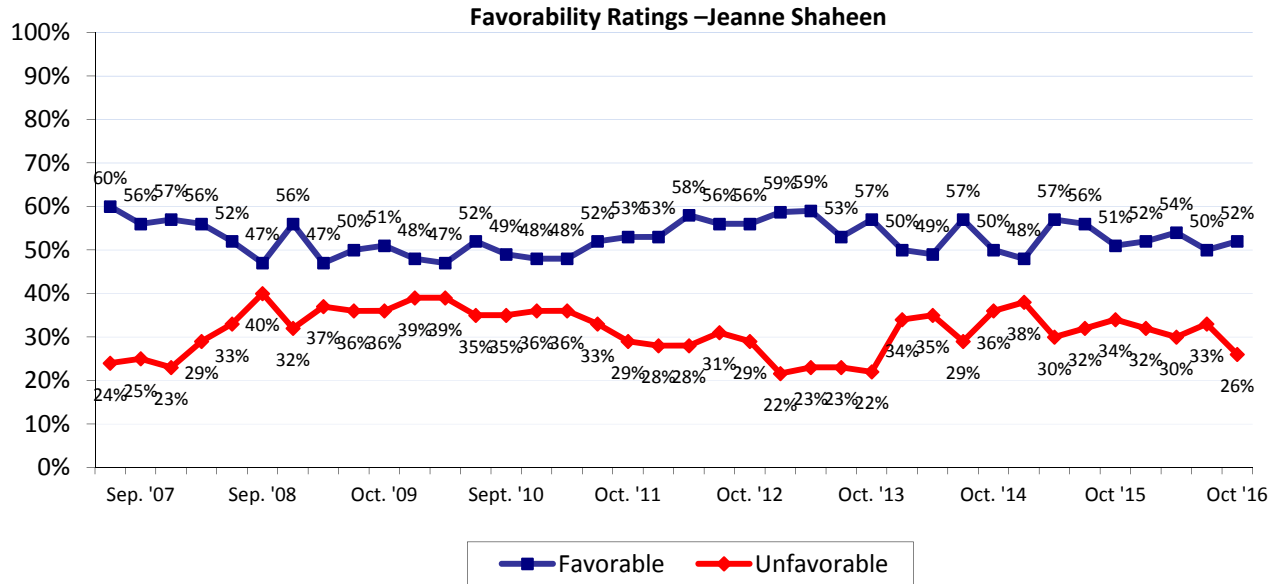 Favorability Ratings –Jeanne Shaheen
100%
90%
80%
70%
60%
50%
40%
30%
20%
10%
0%
60% 56% 57% 56% 52% 47% 56% 47% 50% 51% 48% 47% 52% 49% 48% 48% 52% 53% 53% 58% 56% 56% 59% 59% 53% 57% 50% 49% 57% 50% 48% 57% 56% 51% 52% 54% 50% 52%
24% 25% 23% 29% 33% 40% 32% 37% 36% 36% 39% 39% 35% 35% 36% 36% 33% 29% 28% 28% 31% 29% 22% 23% 23% 22% 34% 35% 29% 36% 38% 30% 32% 34% 32% 30% 33% 26%
Sep. '07 Sep. '08 Oct. '09 Sept. '10 Oct. '11 Oct. '12 Oct. '13 Oct. '14 Oct '15 Oct '16
Favorable Unfavorable